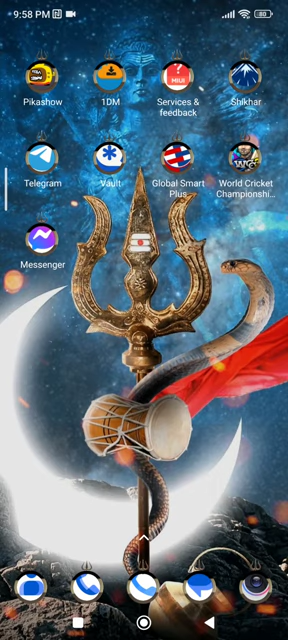 9:58 PM
80
Pikashow
1DM
Services & feedback
MIUI
Shikhar
Telegram
Vault
Global Smart Plus
World Cricket Championshi...
WCC
Messenger